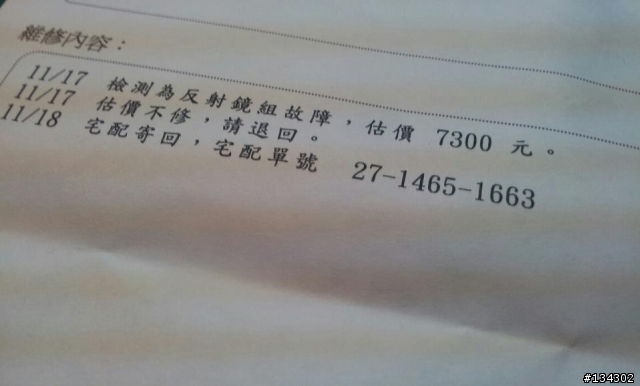 維修內容：
11/17 檢測為反射鏡組故障，估價 7300 元。
11/17 估價不修，請退回。
11/18 宅配寄回，宅配單號 27-1465-1663
#134302